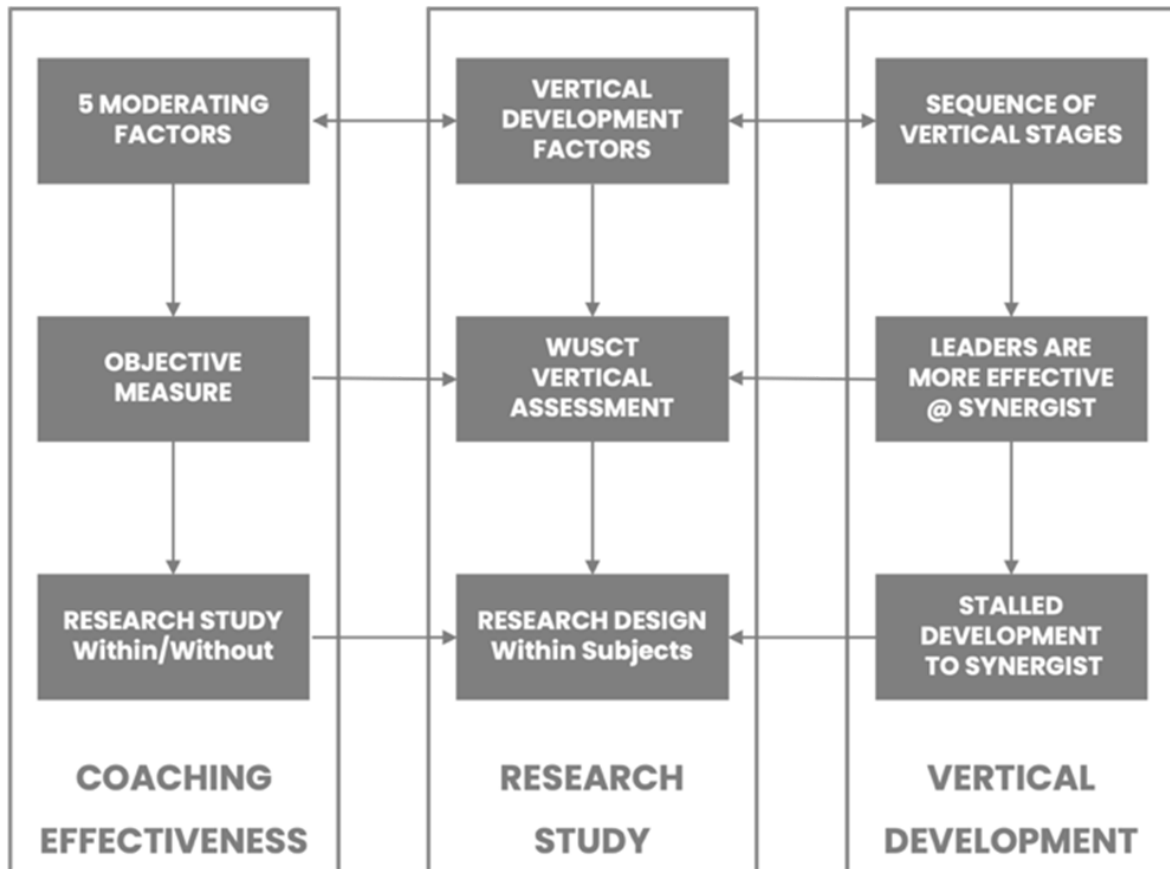 5 MODERATING
FACTORS
VERTICAL
DEVELOPMENT
FACTORS
SEQUENCE OF
VERTICAL STAGES
OBJECTIVE
MEASURE
WUSCT
VERTICAL
ASSESSMENT
LEADERS ARE
MORE EFFECTIVE
@ SYNERGIST
RESEARCH STUDY
Within/Without
RESEARCH DESIGN
Within Subjects
STALLED
DEVELOPMENT
TO SYNERGIST
COACHING
EFFECTIVENESS
RESEARCH
STUDY
VERTICAL
DEVELOPMENT